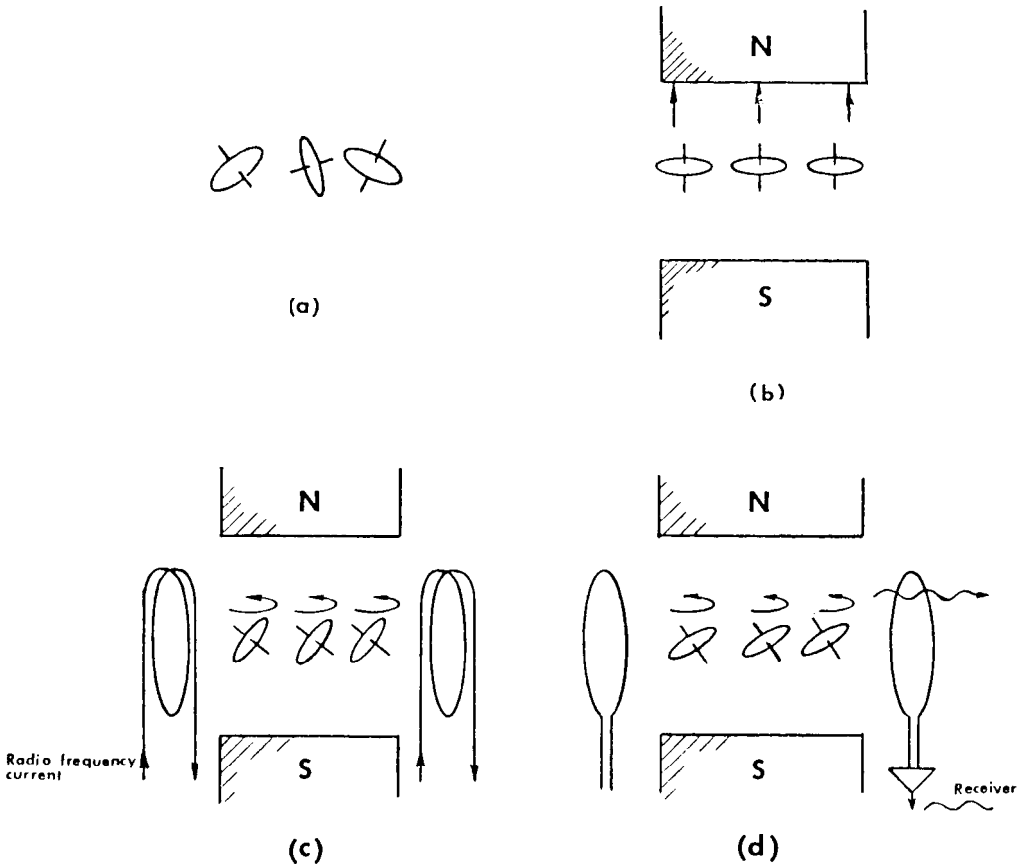 N
(a)
S
(b)
N
N
Radio frequency
current
S
S
Receiver
(c)
(d)